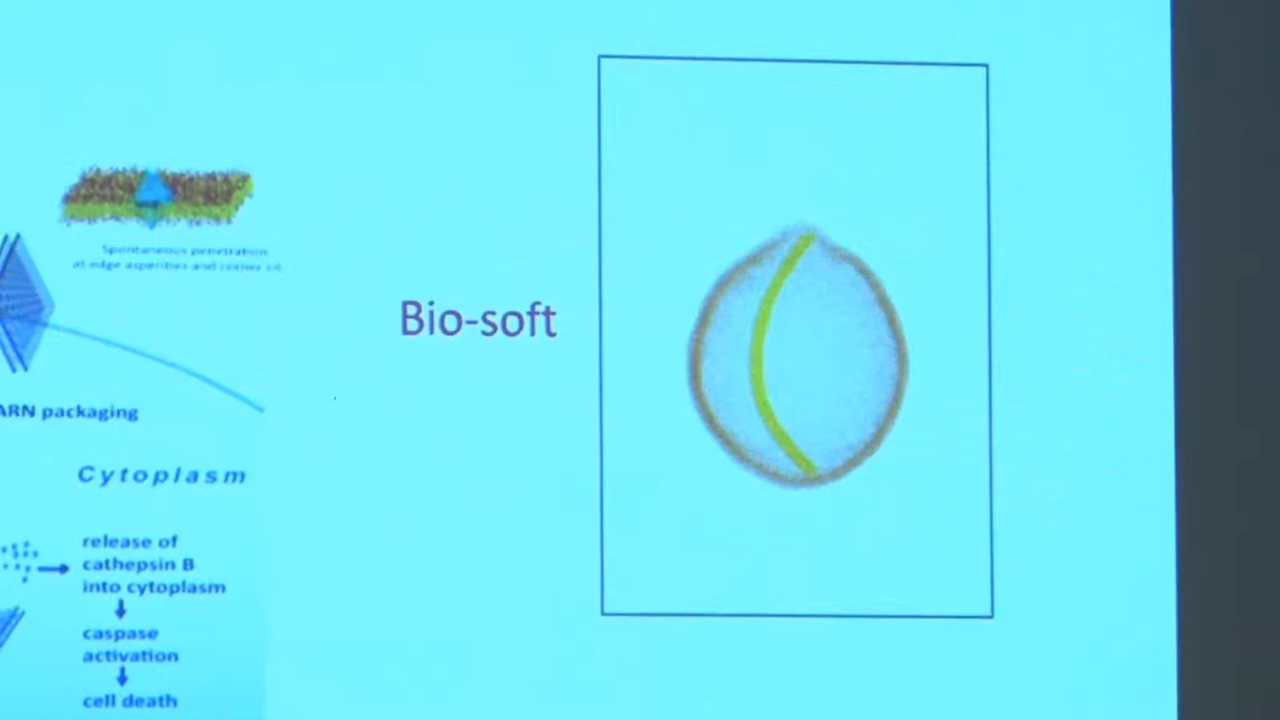 Spontaneous penetration
at edge asperities and corner sit
Bio-soft
ARN packaging
Cytoplasm
release of
cathepsin B
into cytoplasm
caspase
activation
cell death